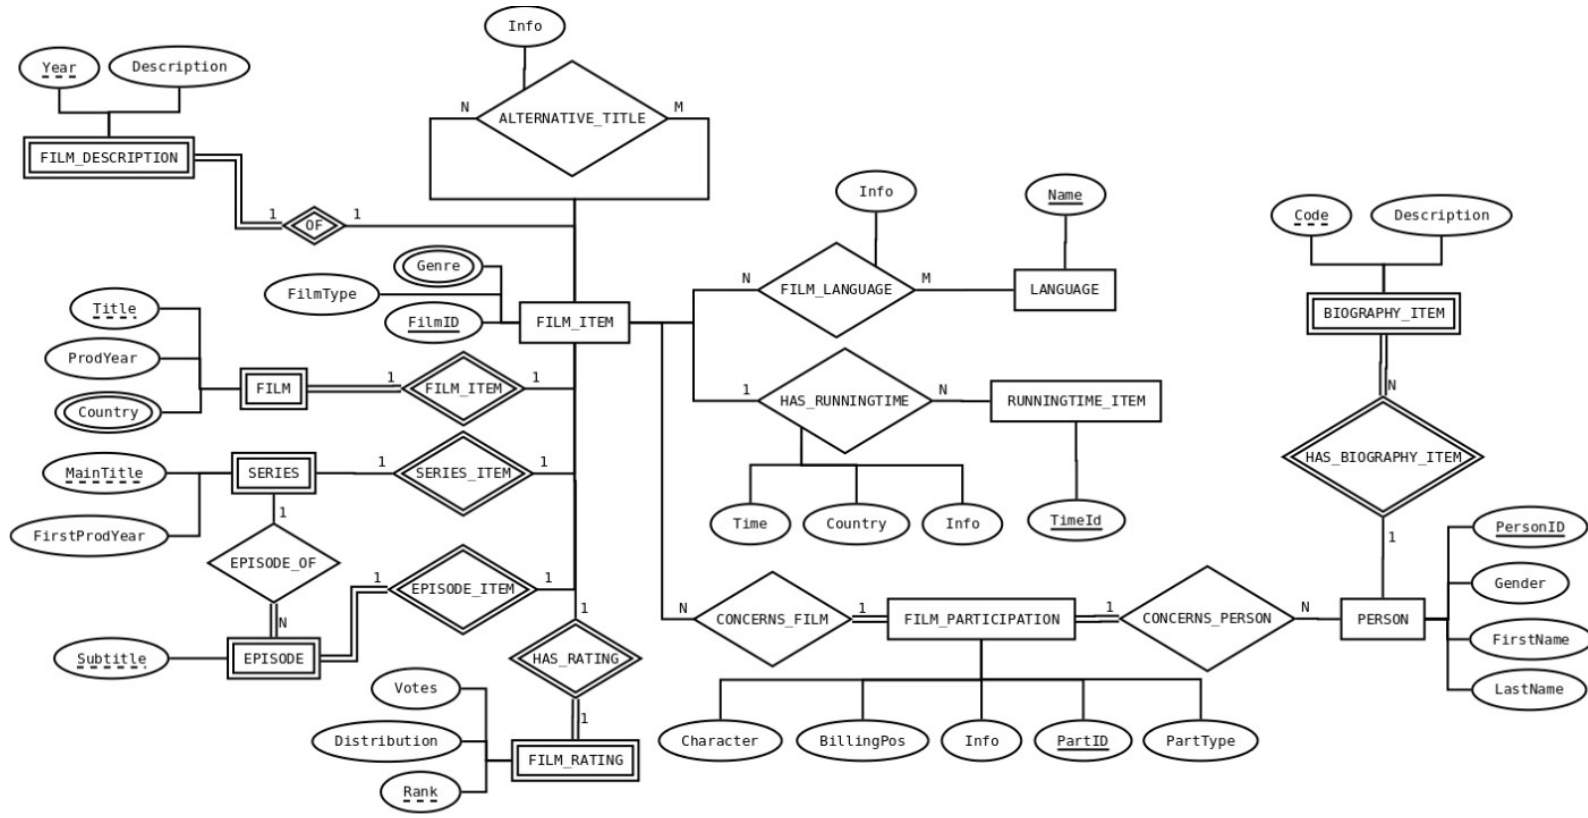 Info
Year
Description
N
ALTERNATIVE_TITLE
M
FILM_DESCRIPTION
1
OF
1
Info
Name
Code
Description
Genre
FilmType
FilmID
FILM_ITEM
N
FILM_LANGUAGE
M
LANGUAGE
BIOGRAPHY_ITEM
Title
ProdYear
Country
FILM
1
FILM_ITEM
1
1
HAS_RUNNINGTIME
N
RUNNINGTIME_ITEM
N
HAS_BIOGRAPHY_ITEM
1
MainTitle
FirstProdYear
SERIES
1
SERIES_ITEM
1
1
EPISODE_OF
N
Time
Country
Info
TimeId
PersonID
Gender
FirstName
LastName
PERSON
1
EPISODE_ITEM
1
Subtitle
EPISODE
1
HAS_RATING
1
N
CONCERNS_FILM
1
FILM_PARTICIPATION
1
CONCERNS_PERSON
N
Votes
Distribution
Rank
FILM_RATING
Character
BillingPos
Info
PartID
PartType